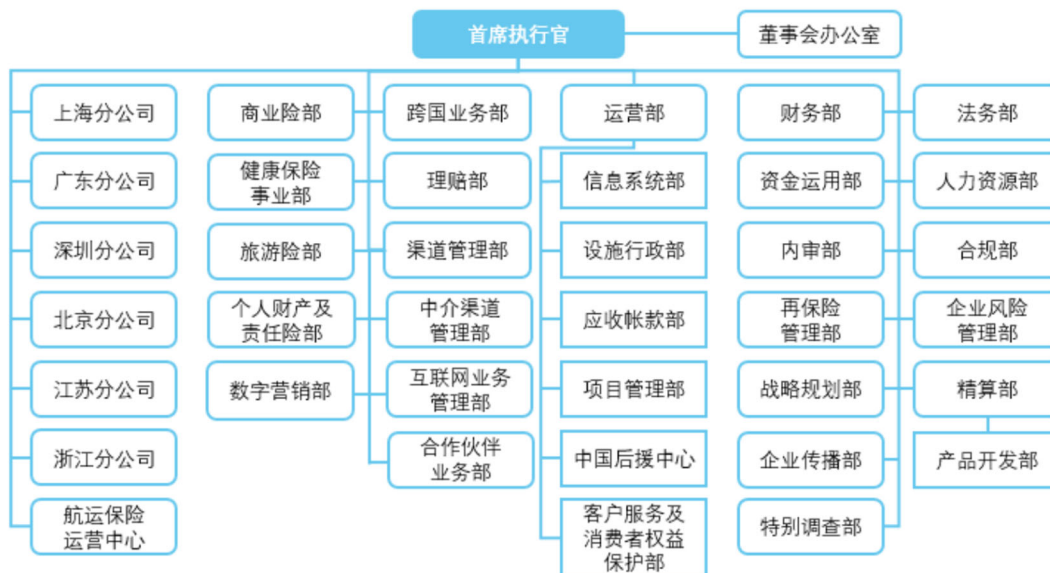 首席执行官
董事会办公室
上海分公司
商业险部
跨国业务部
运营部
财务部
法务部
广东分公司
健康保险
事业部
理赔部
信息系统部
资金运用部
人力资源部
深圳分公司
旅游险部
渠道管理部
设施行政部
内审部
合规部
北京分公司
个人财产及
责任险部
中介渠道
管理部
应收帐款部
再保险
管理部
企业风险
管理部
江苏分公司
数字营销部
互联网业务
管理部
项目管理部
战略规划部
精算部
浙江分公司
合作伙伴
业务部
中国后援中心
企业传播部
产品开发部
航运保险
运营中心
客户服务及
消费者权益
保护部
特别调查部